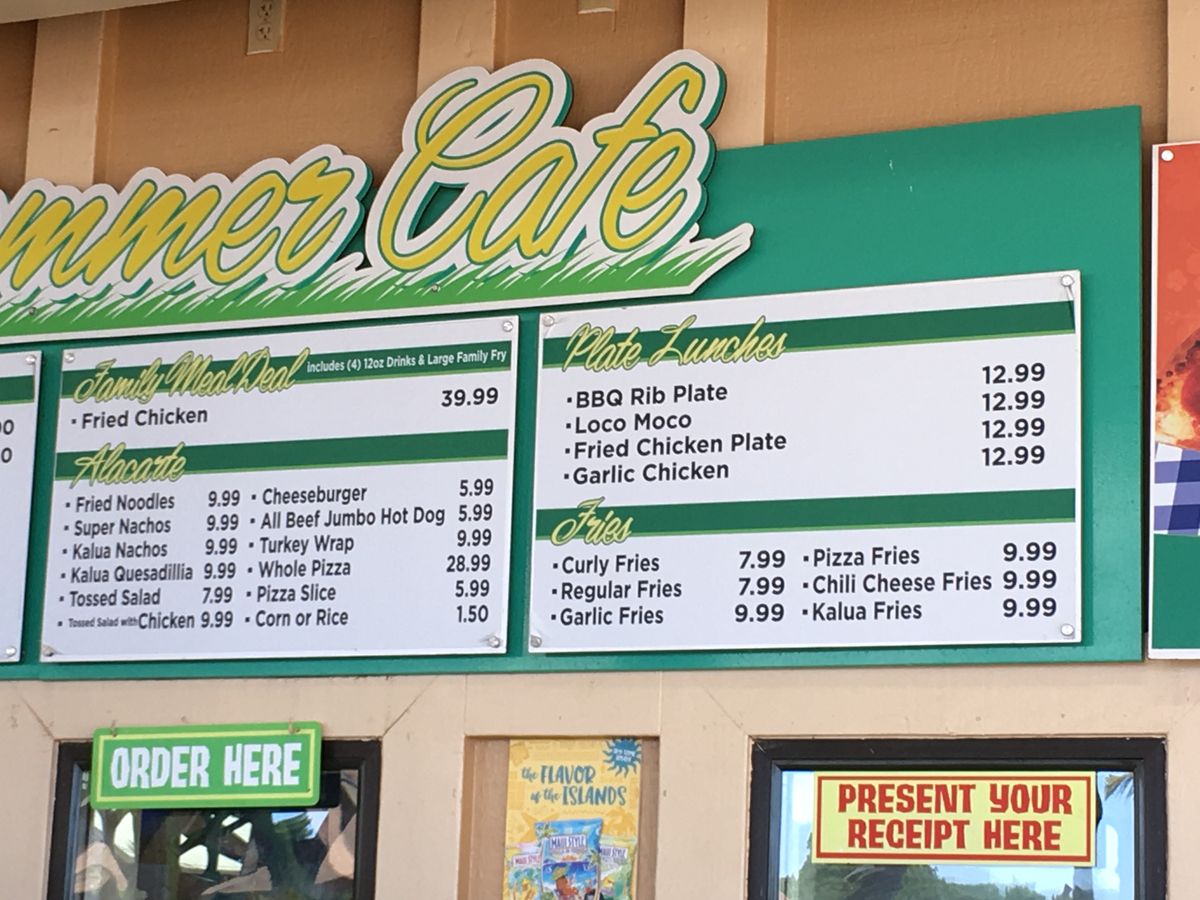 mmer Cafe
Family Meal Deal includes (4) 12oz Drinks & Large Family Fry
▪ Fried Chicken 39.99
Alacarte
▪ Fried Noodles 9.99
▪ Super Nachos 9.99
▪ Kalua Nachos 9.99
▪ Kalua Quesadillia 9.99
▪ Tossed Salad 7.99
▪ Tossed Salad with Chicken 9.99
▪ Cheeseburger 5.99
▪ All Beef Jumbo Hot Dog 5.99
▪ Turkey Wrap 9.99
▪ Whole Pizza 28.99
▪ Pizza Slice 5.99
▪ Corn or Rice 1.50
Plate Lunches
▪ BBQ Rib Plate 12.99
▪ Loco Moco 12.99
▪ Fried Chicken Plate 12.99
▪ Garlic Chicken 12.99
Fries
▪ Curly Fries 7.99
▪ Regular Fries 7.99
▪ Garlic Fries 9.99
▪ Pizza Fries 9.99
▪ Chili Cheese Fries 9.99
▪ Kalua Fries 9.99
ORDER HERE
the FLAVOR
of the ISLANDS
MAUI STYLE
PRESENT YOUR
RECEIPT HERE